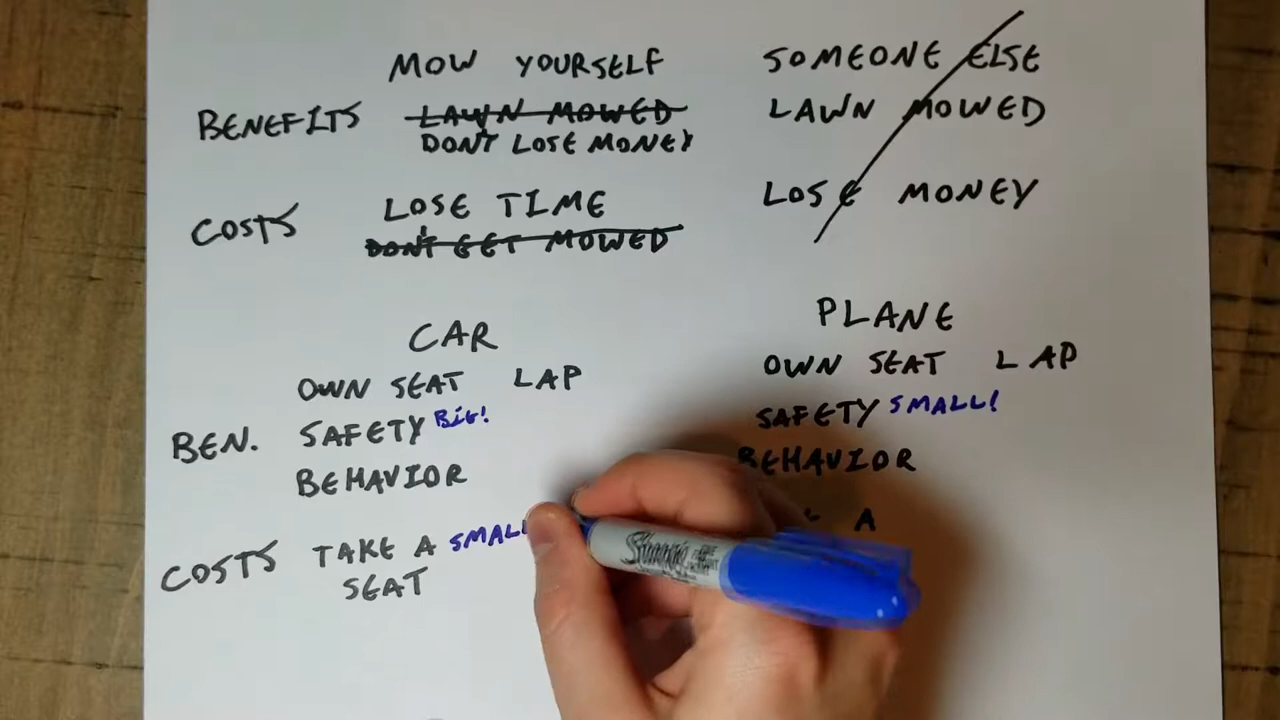 MOW YOURSELF SOMEONE ELSE
BENEFITS LAWN MOWED LAWN MOWED
DON'T LOSE MONEY
COSTS LOSE TIME LOSE MONEY
DON'T GET MOWED
CAR PLANE
OWN SEAT LAP OWN SEAT LAP
BEN. SAFETY BIG! SAFETY SMALL!
BEHAVIOR BEHAVIOR
COSTS TAKE A SMALL A
SEAT
Sharpie